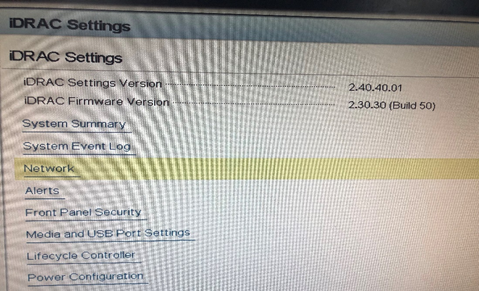 iDRAC Settings
iDRAC Settings
iDRAC Settings Version 2.40.40.01
iDRAC Firmware Version 2.30.30 (Build 50)
System Summary
System Event Log
Network
Alerts
Front Panel Security
Media and USB Port Settings
Lifecycle Controller
Power Configuration